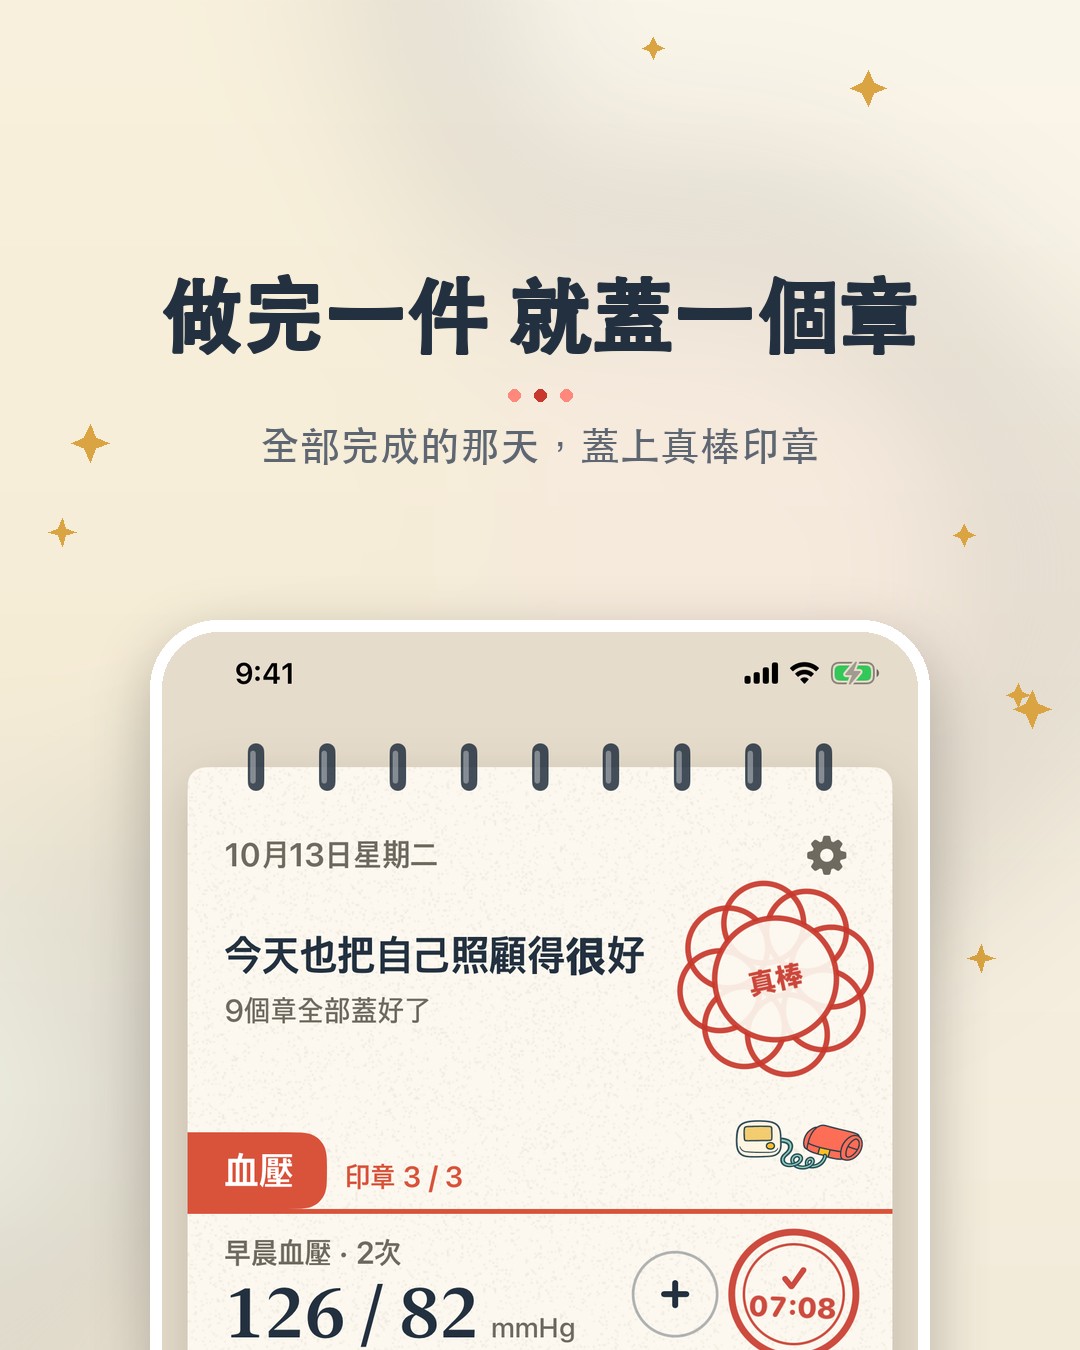 做完一件 就蓋一個章
全部完成的那天，蓋上真棒印章
9:41
10月13日星期二
今天也把自己照顧得很好
9個章全部蓋好了
真棒
血壓
印章 3 / 3
早晨血壓 · 2次
126 / 82 mmHg
+
07:08